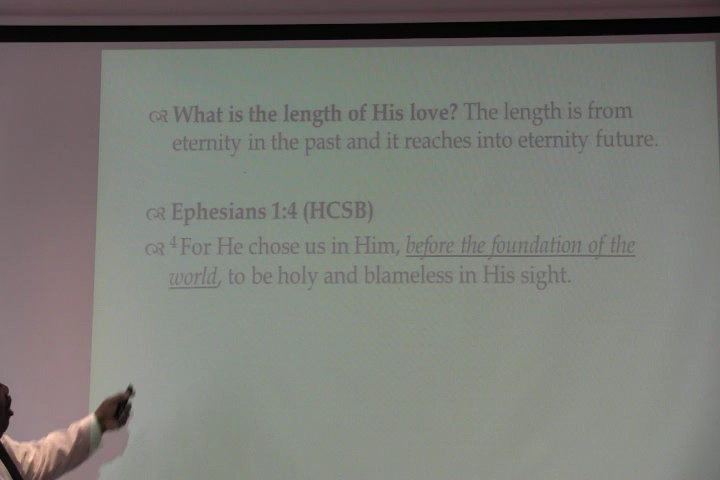 What is the length of His love? The length is from
eternity in the past and it reaches into eternity future.
Ephesians 1:4 (HCSB)
4 For He chose us in Him, before the foundation of the
world, to be holy and blameless in His sight.